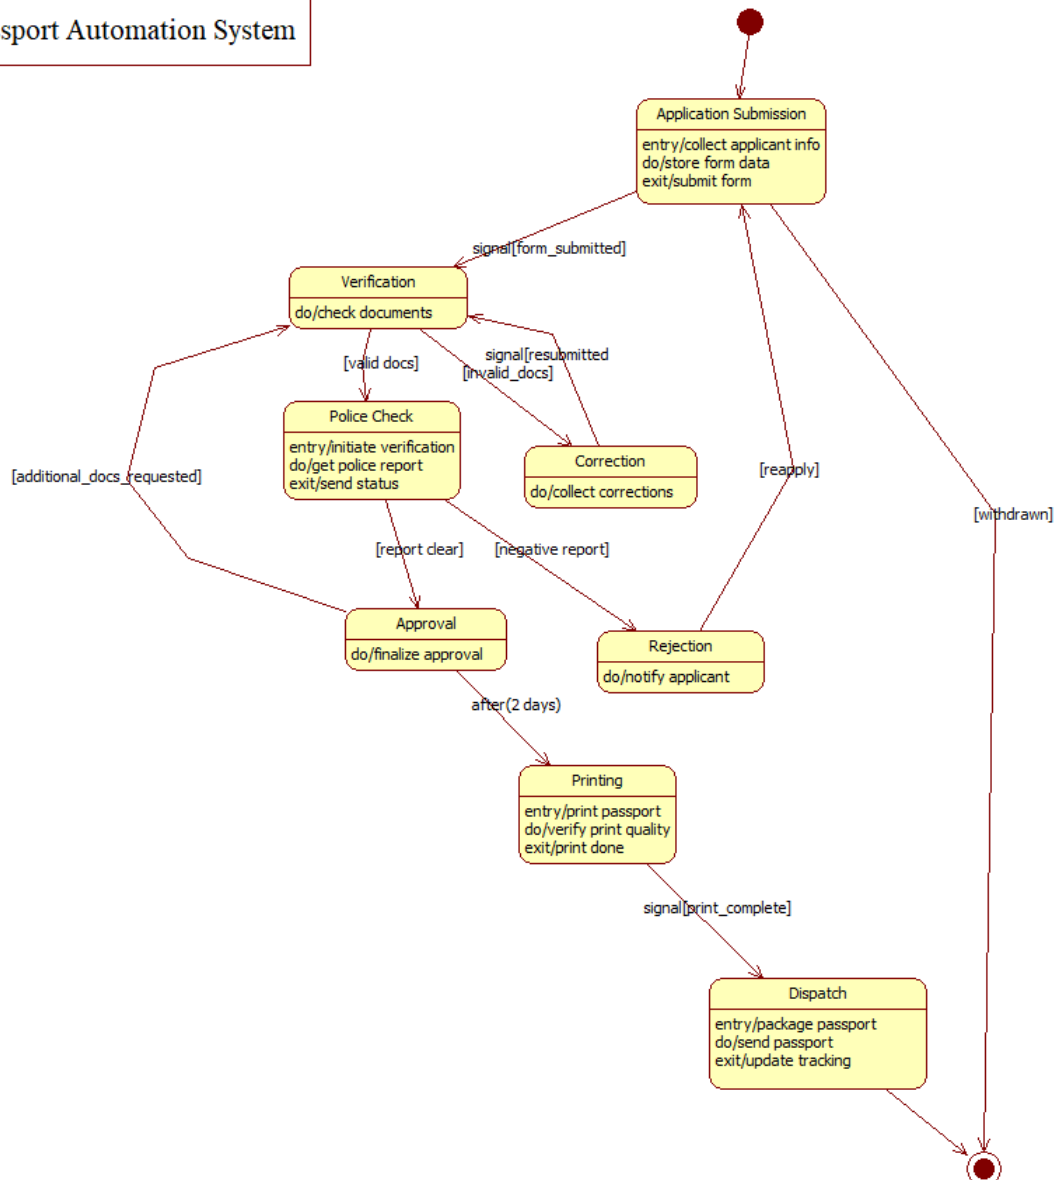 sport Automation System
Application Submission
entry/collect applicant info
do/store form data
exit/submit form
signal[form_submitted]
Verification
do/check documents
[valid docs]
signal[resubmitted
[invalid_docs]
Police Check
entry/initiate verification
do/get police report
exit/send status
Correction
do/collect corrections
[additional_docs_requested]
[reapply]
[withdrawn]
[report clear]
[negative report]
Approval
do/finalize approval
Rejection
do/notify applicant
after(2 days)
Printing
entry/print passport
do/verify print quality
exit/print done
signal[print_complete]
Dispatch
entry/package passport
do/send passport
exit/update tracking